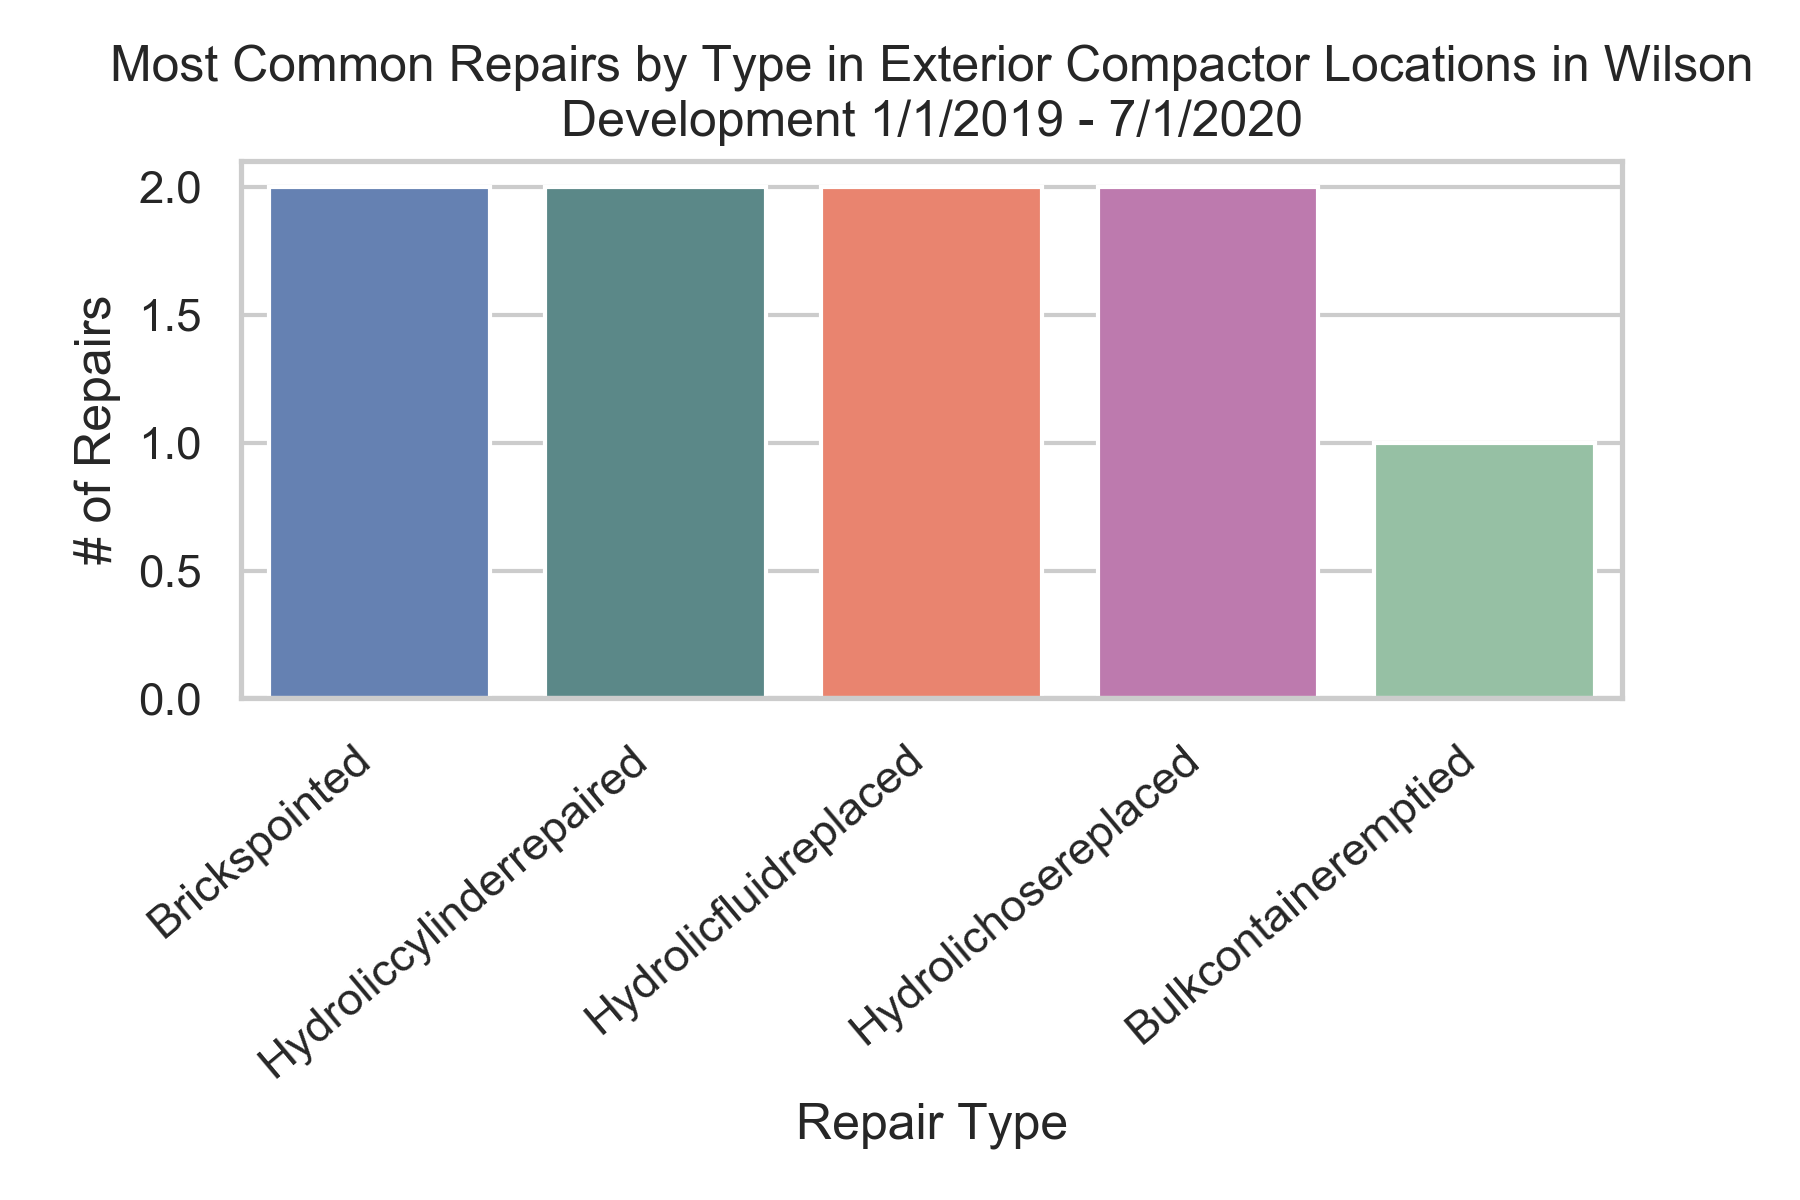 Most Common Repairs by Type in Exterior Compactor Locations in Wilson
Development 1/1/2019 - 7/1/2020
# of Repairs
2.0
1.5
1.0
0.5
0.0
Brickspointed
Hydroliccylinderrepaired
Hydrolicfluidreplaced
Hydrolichosereplaced
Bulkcontaineremptied
Repair Type